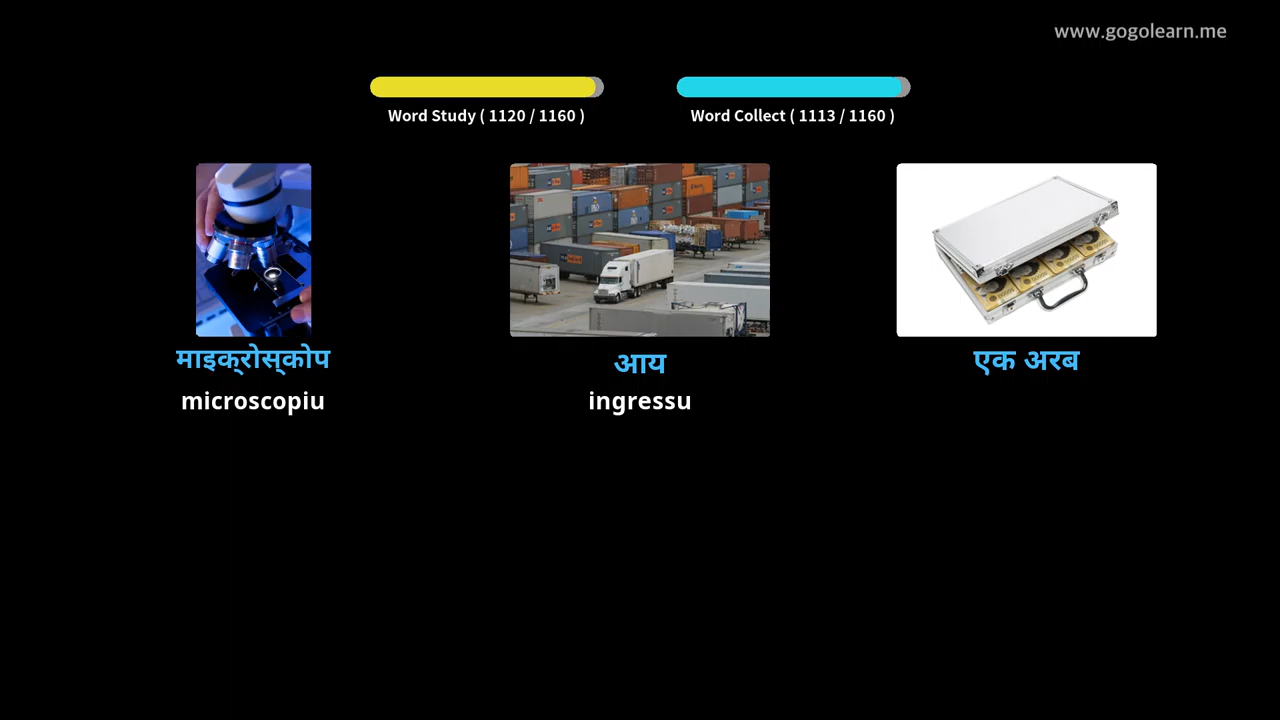 www.gogolearn.me
Word Study ( 1120 / 1160 )
Word Collect ( 1113 / 1160 )
माइक्रोस्कोप
आय
एक अरब
microscopiu
ingressu